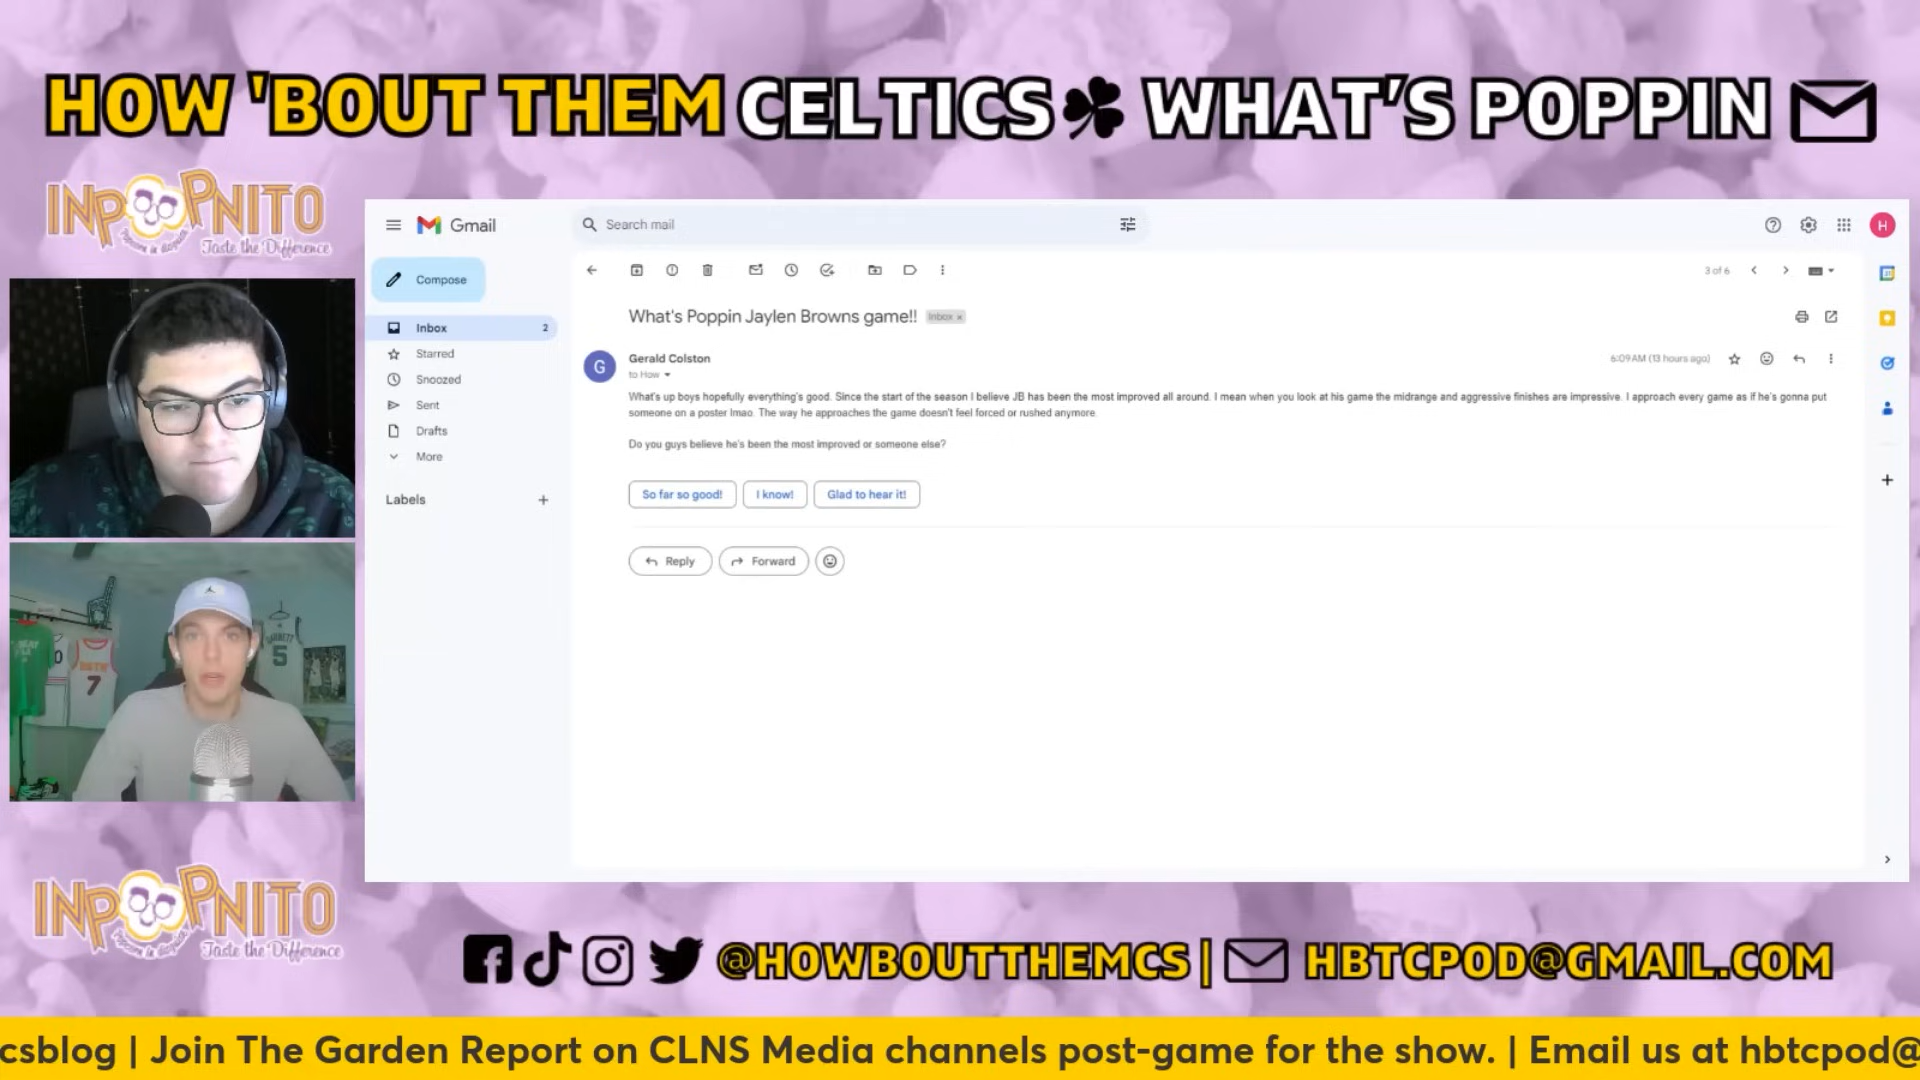 HOW 'BOUT THEM CELTICS WHAT'S POPPIN
INPOPNITO
Taste the Difference
Gmail
Search mail
H
Compose
Inbox 2
Starred
Snoozed
Sent
Drafts
More
Labels
3 of 6
What's Poppin Jaylen Browns game!! Inbox x
G
Gerald Colston
6:09 AM (13 hours ago)
to How
What's up boys hopefully everything's good. Since the start of the season I believe JB has been the most improved all around. I mean when you look at his game the midrange and aggressive finishes are impressive. I approach every game as if he's gonna put
someone on a poster lmao. The way he approaches the game doesn't feel forced or rushed anymore
Do you guys believe he's been the most improved or someone else?
So far so good! I know! Glad to hear it!
Reply Forward
5
7
INPOPNITO
Taste the Difference
@HOWBOUTTHEMCS | HBTCPOD@GMAIL.COM
csblog | Join The Garden Report on CLNS Media channels post-game for the show. | Email us at hbtcpod@